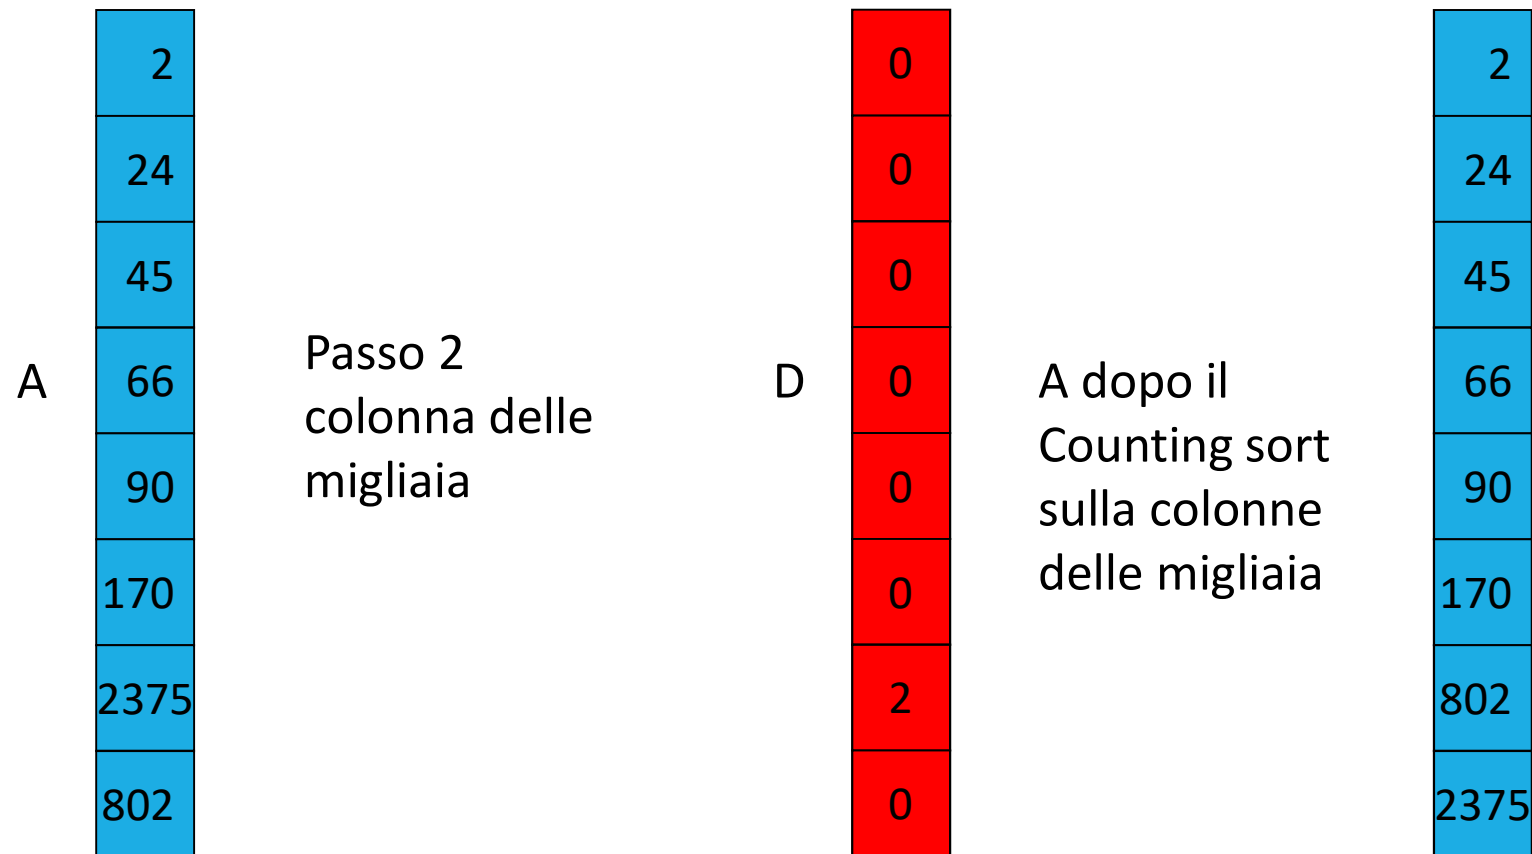 A
2
24
45
66
90
170
2375
802
Passo 2
colonna delle
migliaia
D
0
0
0
0
0
0
2
0
A dopo il
Counting sort
sulla colonne
delle migliaia
2
24
45
66
90
170
802
2375